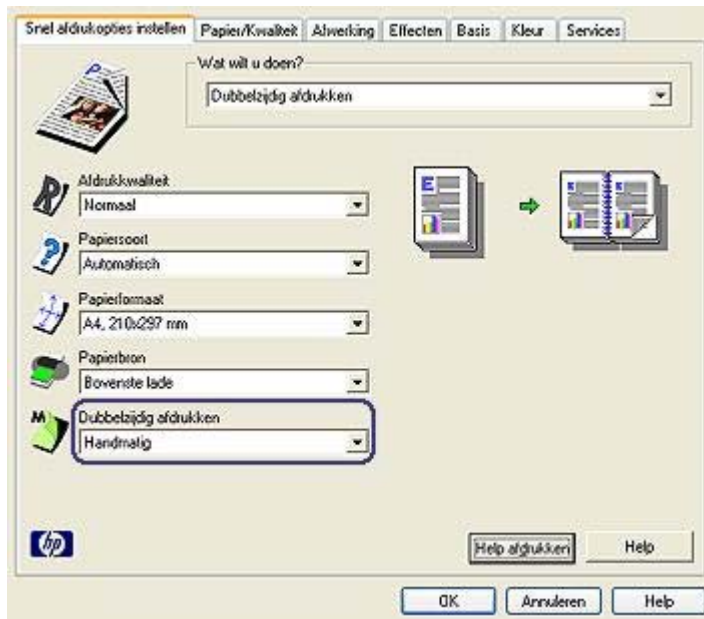 Snel afdrukopties instellen Papier/Kwaliteit Afwerking Effecten Basis Kleur Services
Wat wilt u doen?
Dubbelzijdig afdrukken
Afdrukkwaliteit
Normaal
Papiersoort
Automatisch
Papierformaat
A4, 210x297 mm
Papierbron
Bovenste lade
Dubbelzijdig afdrukken
Handmatig
hp
Help afdrukken Help
OK Annuleren Help